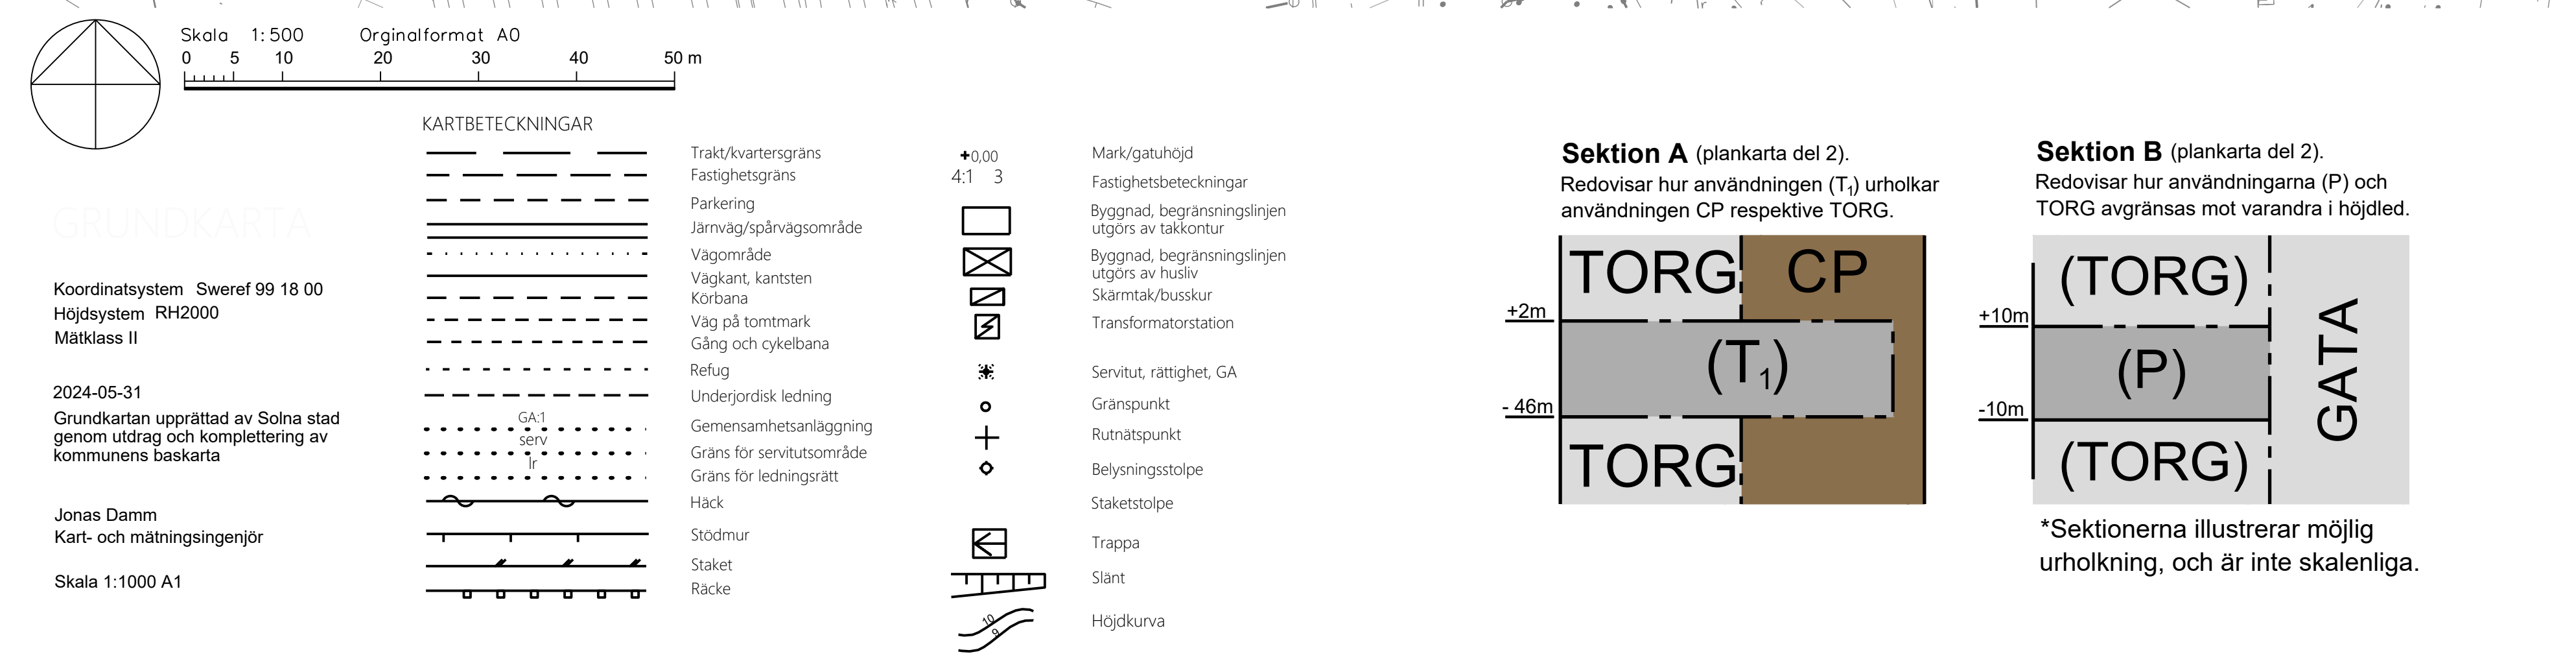 Skala 1:500 Orginalformat A0
0 5 10 20 30 40 50 m
GRUNDKARTA
Koordinatsystem Sweref 99 18 00
Höjdsystem RH2000
Mätklass II
2024-05-31
Grundkartan upprättad av Solna stad
genom utdrag och komplettering av
kommunens baskarta
Jonas Damm
Kart- och mätningsingenjör
Skala 1:1000 A1
KARTBETECKNINGAR
Trakt/kvartersgräns
Fastighetsgräns
Parkering
Järnväg/spårvägsområde
Vägområde
Vägkant, kantsten
Körbana
Väg på tomtmark
Gång och cykelbana
Refug
Underjordisk ledning
GA:1
Gemensamhetsanläggning
serv
Gräns för servitutsområde
lr
Gräns för ledningsrätt
Häck
Stödmur
Staket
Räcke
+0,00 Mark/gatuhöjd
4:1 3 Fastighetsbeteckningar
Byggnad, begränsningslinjen
utgörs av takkontur
Byggnad, begränsningslinjen
utgörs av husliv
Skärmtak/busskur
Transformatorstation
Servitut, rättighet, GA
Gränspunkt
Rutnätspunkt
Belysningsstolpe
Staketstolpe
Trappa
Slänt
10
9
Höjdkurva
Sektion A (plankarta del 2).
Redovisar hur användningen (T1) urholkar
användningen CP respektive TORG.
TORG CP
+2m
(T1)
- 46m
TORG
Sektion B (plankarta del 2).
Redovisar hur användningarna (P) och
TORG avgränsas mot varandra i höjdled.
(TORG)
+10m
(P)
-10m
(TORG)
GATA
*Sektionerna illustrerar möjlig
urholkning, och är inte skalenliga.